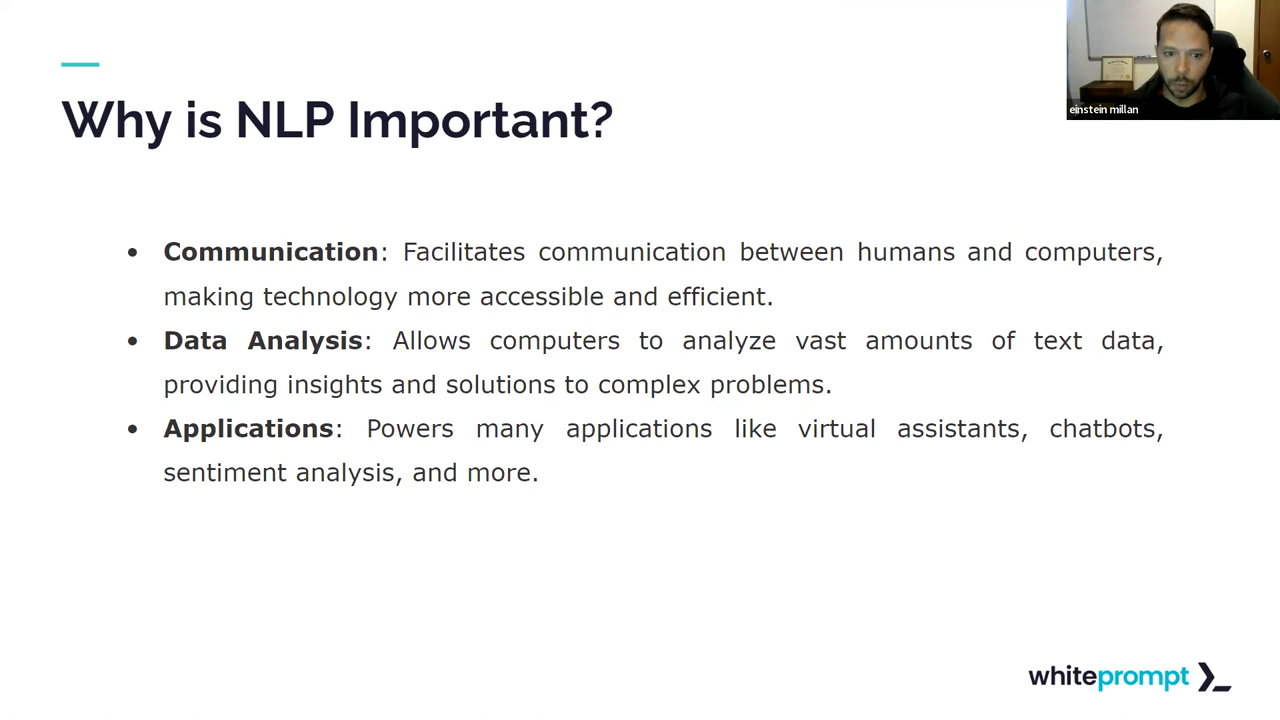 einstein millan
Why is NLP Important?
• Communication: Facilitates communication between humans and computers,
making technology more accessible and efficient.
• Data Analysis: Allows computers to analyze vast amounts of text data,
providing insights and solutions to complex problems.
• Applications: Powers many applications like virtual assistants, chatbots,
sentiment analysis, and more.
whiteprompt